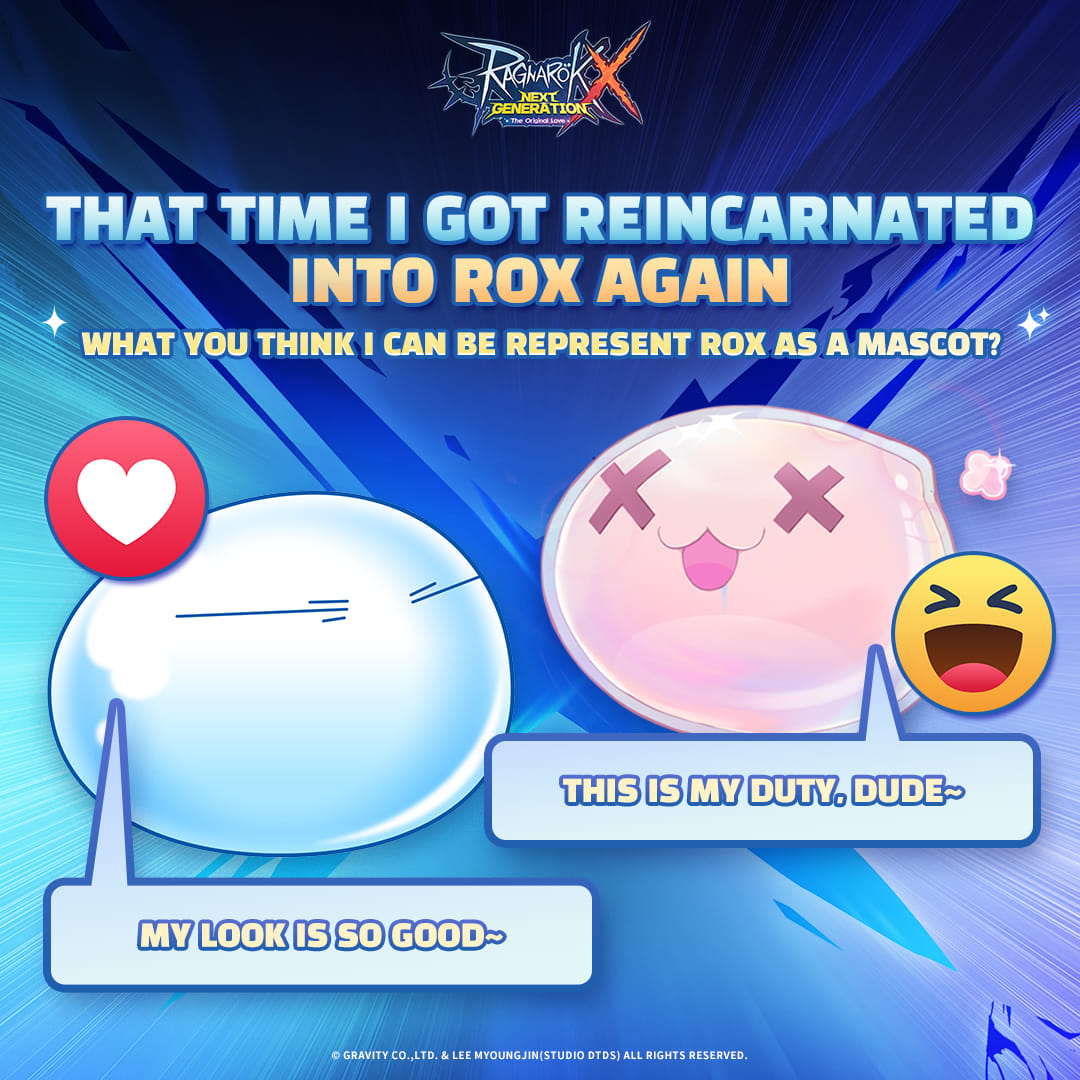 RAGNARÖK X
NEXT
GENERATION
• The Original Love •
THAT TIME I GOT REINCARNATED
INTO ROX AGAIN
WHAT YOU THINK I CAN BE REPRESENT ROX AS A MASCOT?
THIS IS MY DUTY, DUDE~
MY LOOK IS SO GOOD~
© GRAVITY CO.,LTD. & LEE MYOUNGJIN(STUDIO DTDS) ALL RIGHTS RESERVED.